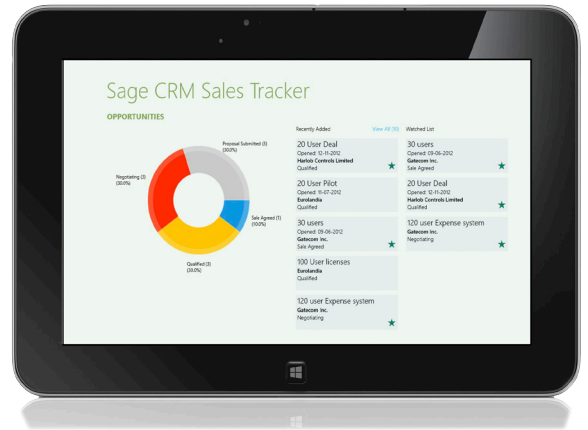 Sage CRM Sales Tracker
OPPORTUNITIES
Proposal Submitted (3)
(30.0%)
Negotiating (3)
(30.0%)
Sale Agreed (1)
(10.0%)
Qualified (3)
(30.0%)
Recently Added
View All (10)
20 User Deal
Opened: 12-11-2012
Harlob Controls Limited
Qualified
20 User Pilot
Opened: 11-07-2012
Eurolandia
Qualified
30 users
Opened: 09-06-2012
Gatecom Inc.
Sale Agreed
100 User licenses
Eurolandia
Qualified
120 user Expense system
Gatecom Inc.
Negotiating
Watched List
30 users
Opened: 09-06-2012
Gatecom Inc.
Sale Agreed
20 User Deal
Opened: 12-11-2012
Harlob Controls Limited
Qualified
120 user Expense system
Gatecom Inc.
Negotiating